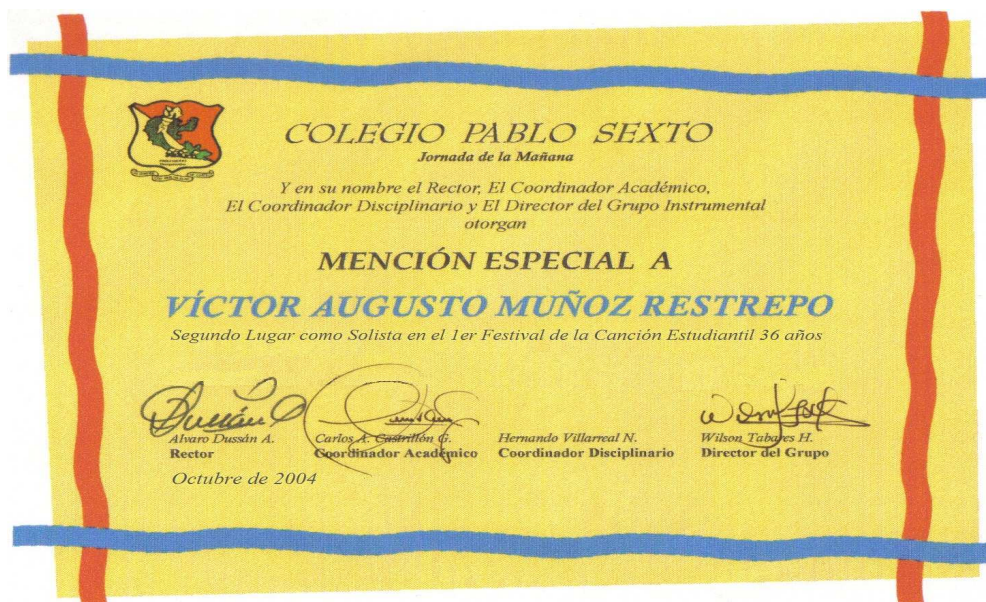 COLEGIO PABLO SEXTO
Jornada de la Mañana
Y en su nombre el Rector, El Coordinador Académico,
El Coordinador Disciplinario y El Director del Grupo Instrumental
otorgan
MENCIÓN ESPECIAL A
VÍCTOR AUGUSTO MUÑOZ RESTREPO
Segundo Lugar como Solista en el 1er Festival de la Canción Estudiantil 36 años
Alvaro Dussán A. Carlos A. Castrillón G. Hernando Villarreal N. Wilson Tabares H.
Rector Coordinador Académico Coordinador Disciplinario Director del Grupo
Octubre de 2004